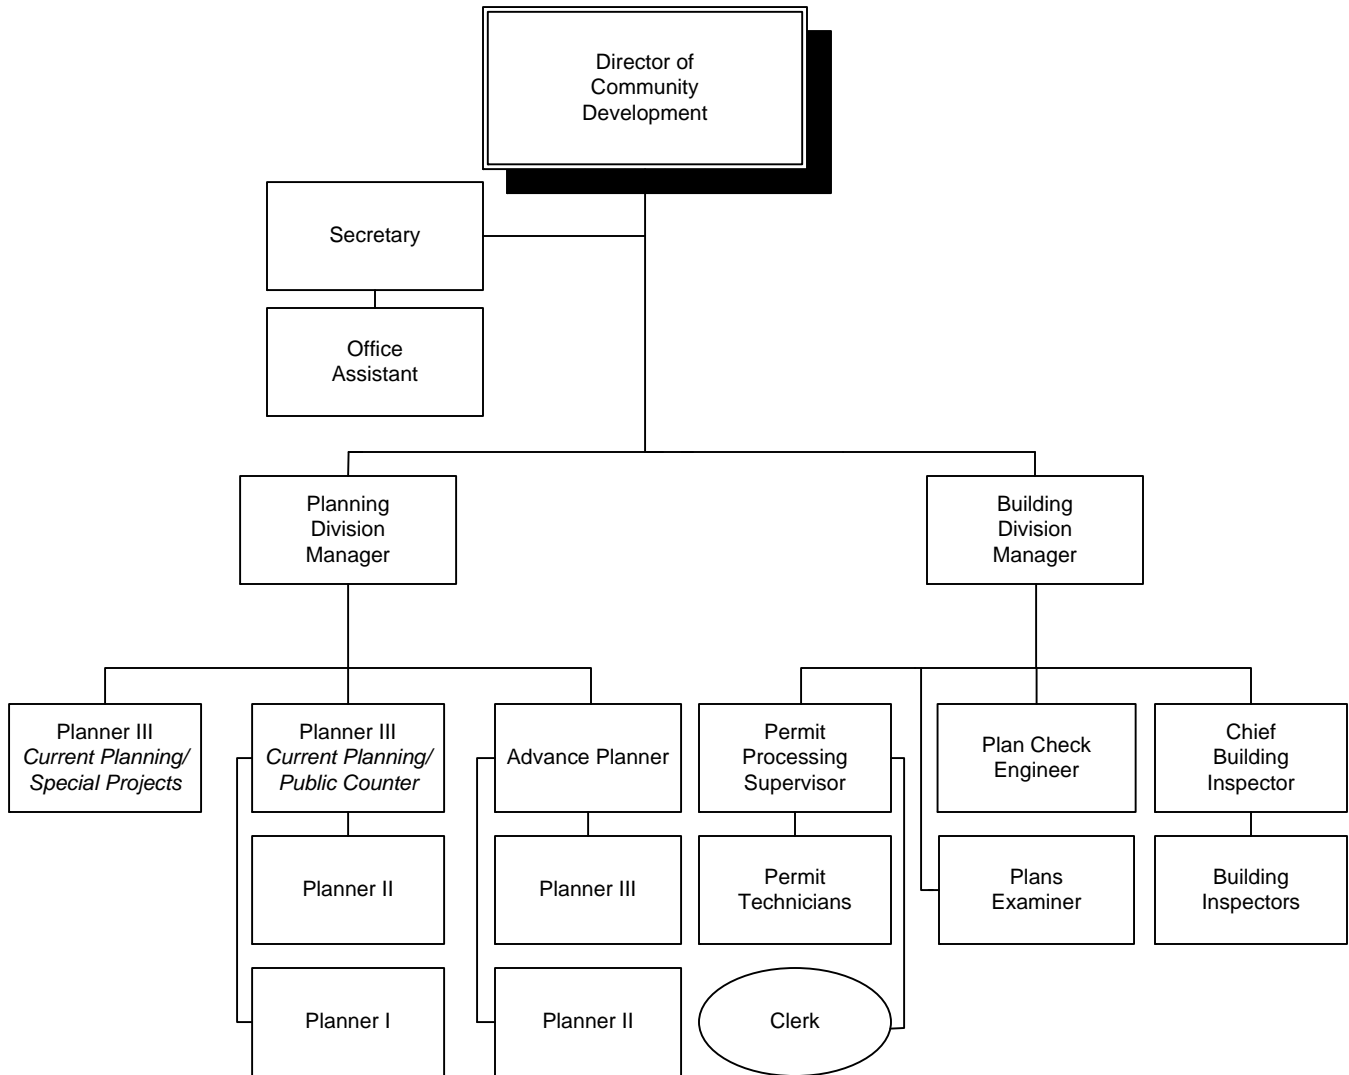 Director of
Community
Development
Secretary
Office
Assistant
Planning
Division
Manager
Building
Division
Manager
Planner III
Current Planning/
Special Projects
Planner III
Current Planning/
Public Counter
Advance Planner
Permit
Processing
Supervisor
Plan Check
Engineer
Chief
Building
Inspector
Planner II
Planner III
Permit
Technicians
Plans
Examiner
Building
Inspectors
Planner I
Planner II
Clerk